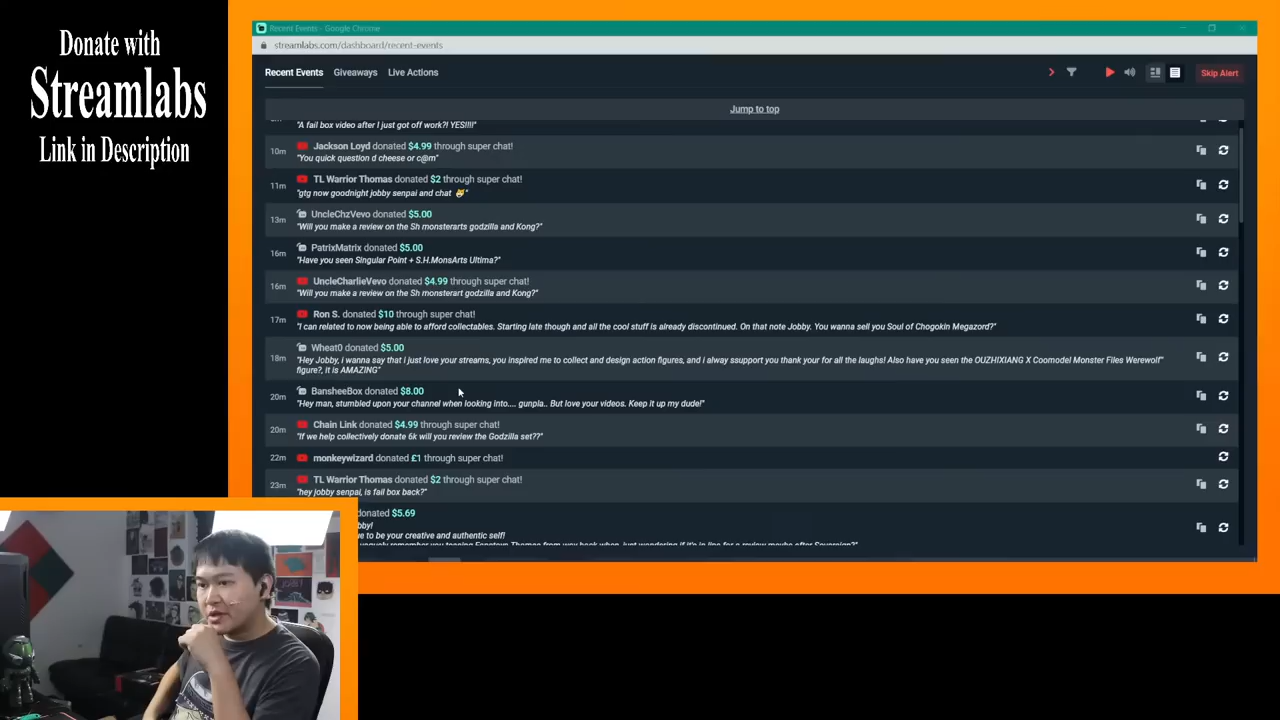 Donate with
Streamlabs
Link in Description
Recent Events - Google Chrome
streamlabs.com/dashboard/recent-events
Recent Events Giveaways Live Actions Skip Alert
Jump to top
"A fail box video after I just got off work?! YES!!!!"
10m Jackson Loyd donated $4.99 through super chat!
"You quick question d cheese or c@m"
11m TL Warrior Thomas donated $2 through super chat!
"gtg now goodnight jobby senpai and chat 😸"
13m UncleChzVevo donated $5.00
"Will you make a review on the Sh monsterarts godzilla and Kong?"
16m PatrixMatrix donated $5.00
"Have you seen Singular Point + S.H.MonsArts Ultima?"
16m UncleCharlieVevo donated $4.99 through super chat!
"Will you make a review on the Sh monsterart godzilla and Kong?"
17m Ron S. donated $10 through super chat!
"I can related to now being able to afford collectables. Starting late though and all the cool stuff is already discontinued. On that note Jobby. You wanna sell you Soul of Chogokin Megazord?"
18m Wheat0 donated $5.00
"Hey Jobby, i wanna say that I just love your streams, you inspired me to collect and design action figures, and i alway ssupport you thank your for all the laughs! Also have you seen the OUZHIXIANG X Coomodel Monster Files Werewolf"
figure?, it is AMAZING"
20m BansheeBox donated $8.00
"Hey man, stumbled upon your channel when looking into.... gunpla.. But love your videos. Keep it up my dude!"
20m Chain Link donated $4.99 through super chat!
"If we help collectively donate 6k will you review the Godzilla set??"
22m monkeywizard donated £1 through super chat!
23m TL Warrior Thomas donated $2 through super chat!
"hey jobby senpai, is fail box back?"
donated $5.69
to be your creative and authentic self!